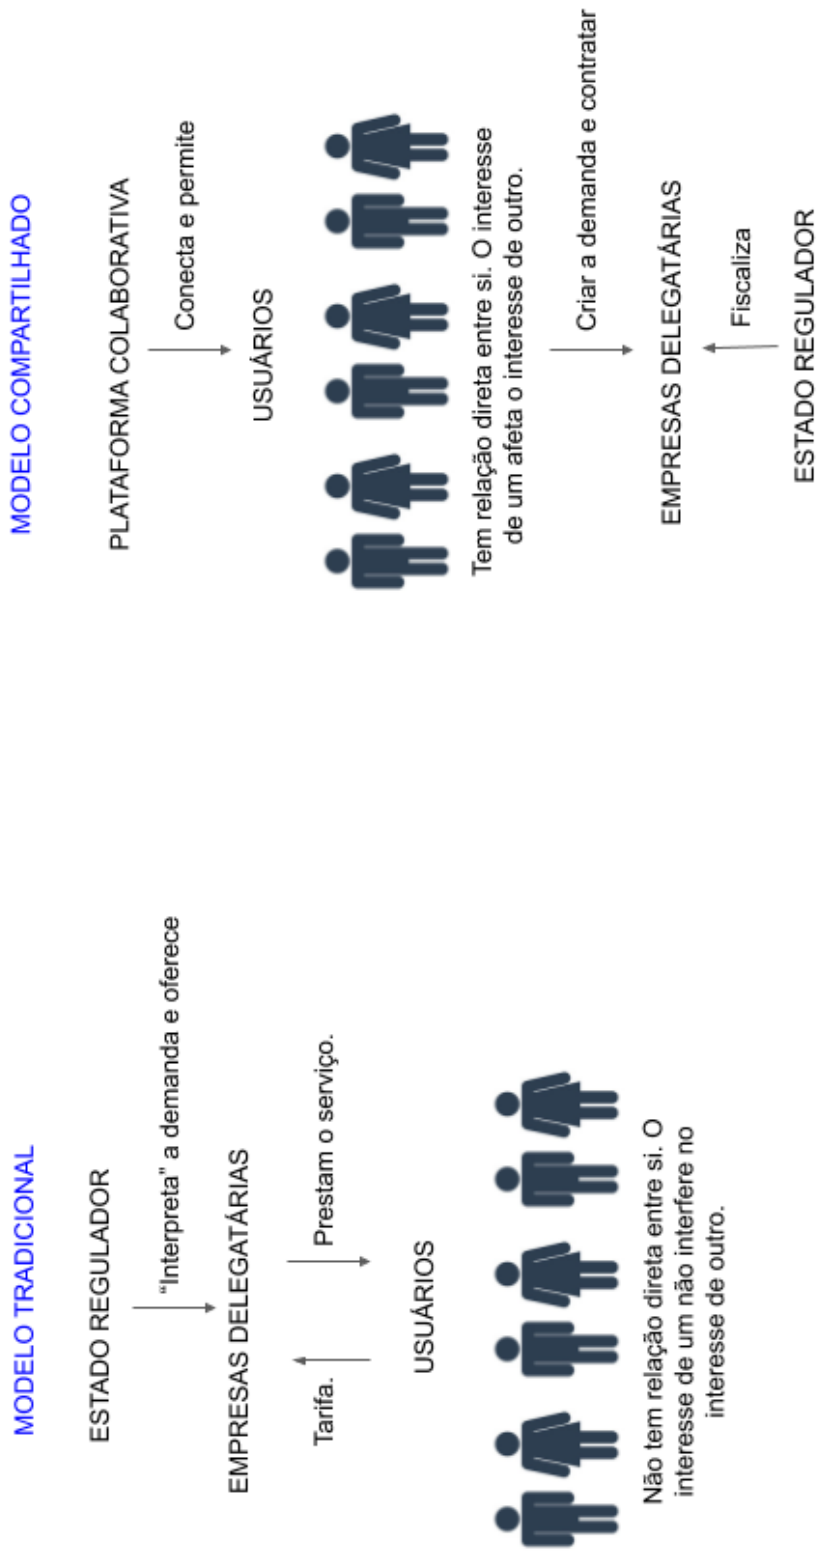 MODELO TRADICIONAL
ESTADO REGULADOR
“Interpreta” a demanda e oferece
EMPRESAS DELEGATÁRIAS
Tarifa.
Prestam o serviço.
USUÁRIOS
Não tem relação direta entre si. O
interesse de um não interfere no
interesse de outro.
MODELO COMPARTILHADO
PLATAFORMA COLABORATIVA
Conecta e permite
USUÁRIOS
Tem relação direta entre si. O interesse
de um afeta o interesse de outro.
Criar a demanda e contratar
EMPRESAS DELEGATÁRIAS
Fiscaliza
ESTADO REGULADOR